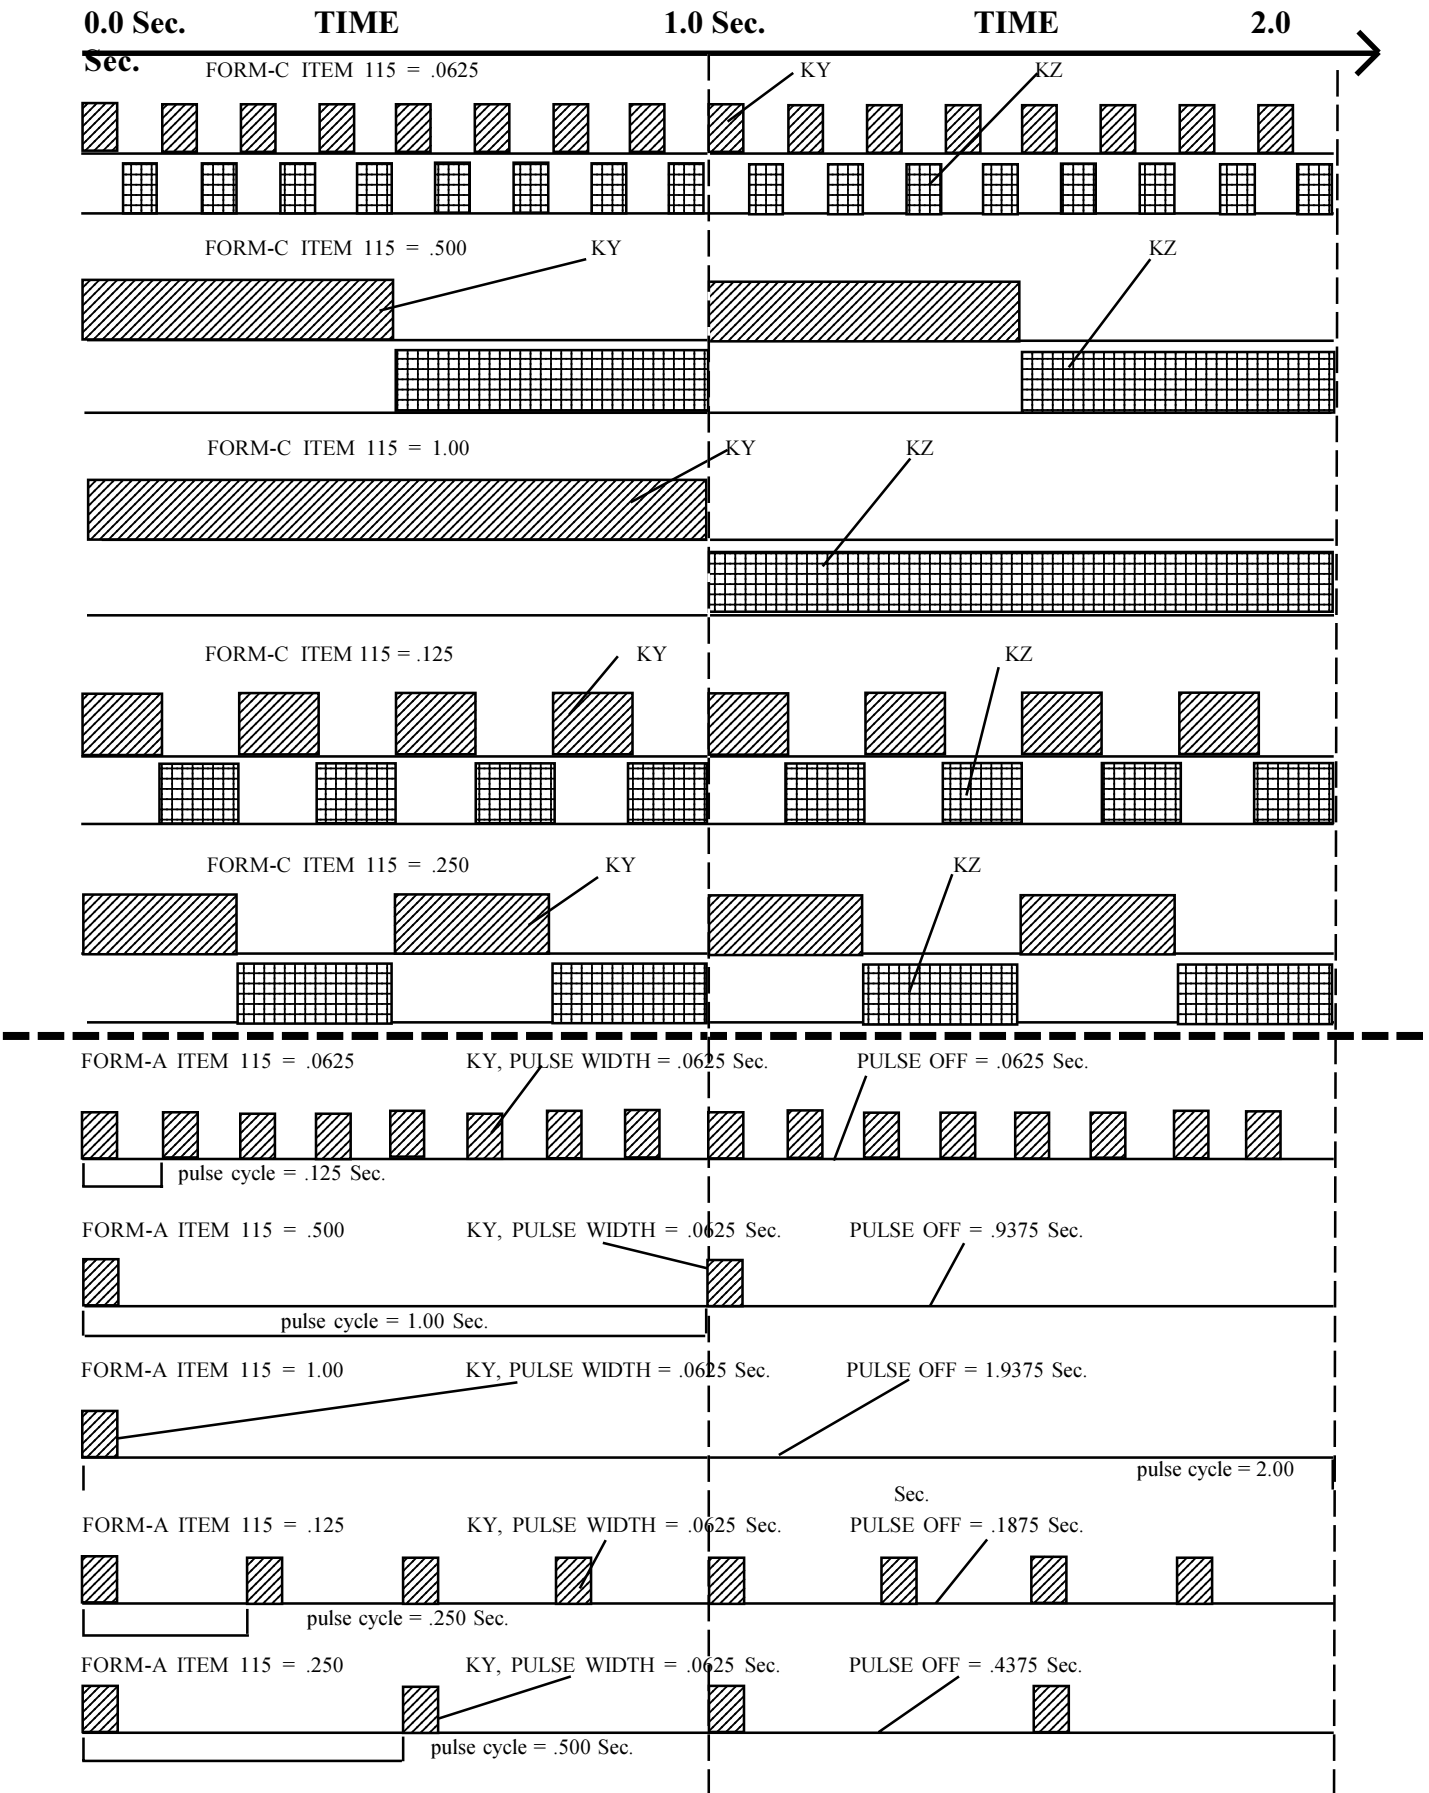 0.0 Sec. TIME 1.0 Sec. TIME 2.0
Sec.
FORM-C ITEM 115 = .0625 KY KZ
FORM-C ITEM 115 = .500 KY KZ
FORM-C ITEM 115 = 1.00 KY KZ
FORM-C ITEM 115 = .125 KY KZ
FORM-C ITEM 115 = .250 KY KZ
FORM-A ITEM 115 = .0625 KY, PULSE WIDTH = .0625 Sec. PULSE OFF = .0625 Sec.
pulse cycle = .125 Sec.
FORM-A ITEM 115 = .500 KY, PULSE WIDTH = .0625 Sec. PULSE OFF = .9375 Sec.
pulse cycle = 1.00 Sec.
FORM-A ITEM 115 = 1.00 KY, PULSE WIDTH = .0625 Sec. PULSE OFF = 1.9375 Sec.
pulse cycle = 2.00
Sec.
FORM-A ITEM 115 = .125 KY, PULSE WIDTH = .0625 Sec. PULSE OFF = .1875 Sec.
pulse cycle = .250 Sec.
FORM-A ITEM 115 = .250 KY, PULSE WIDTH = .0625 Sec. PULSE OFF = .4375 Sec.
pulse cycle = .500 Sec.